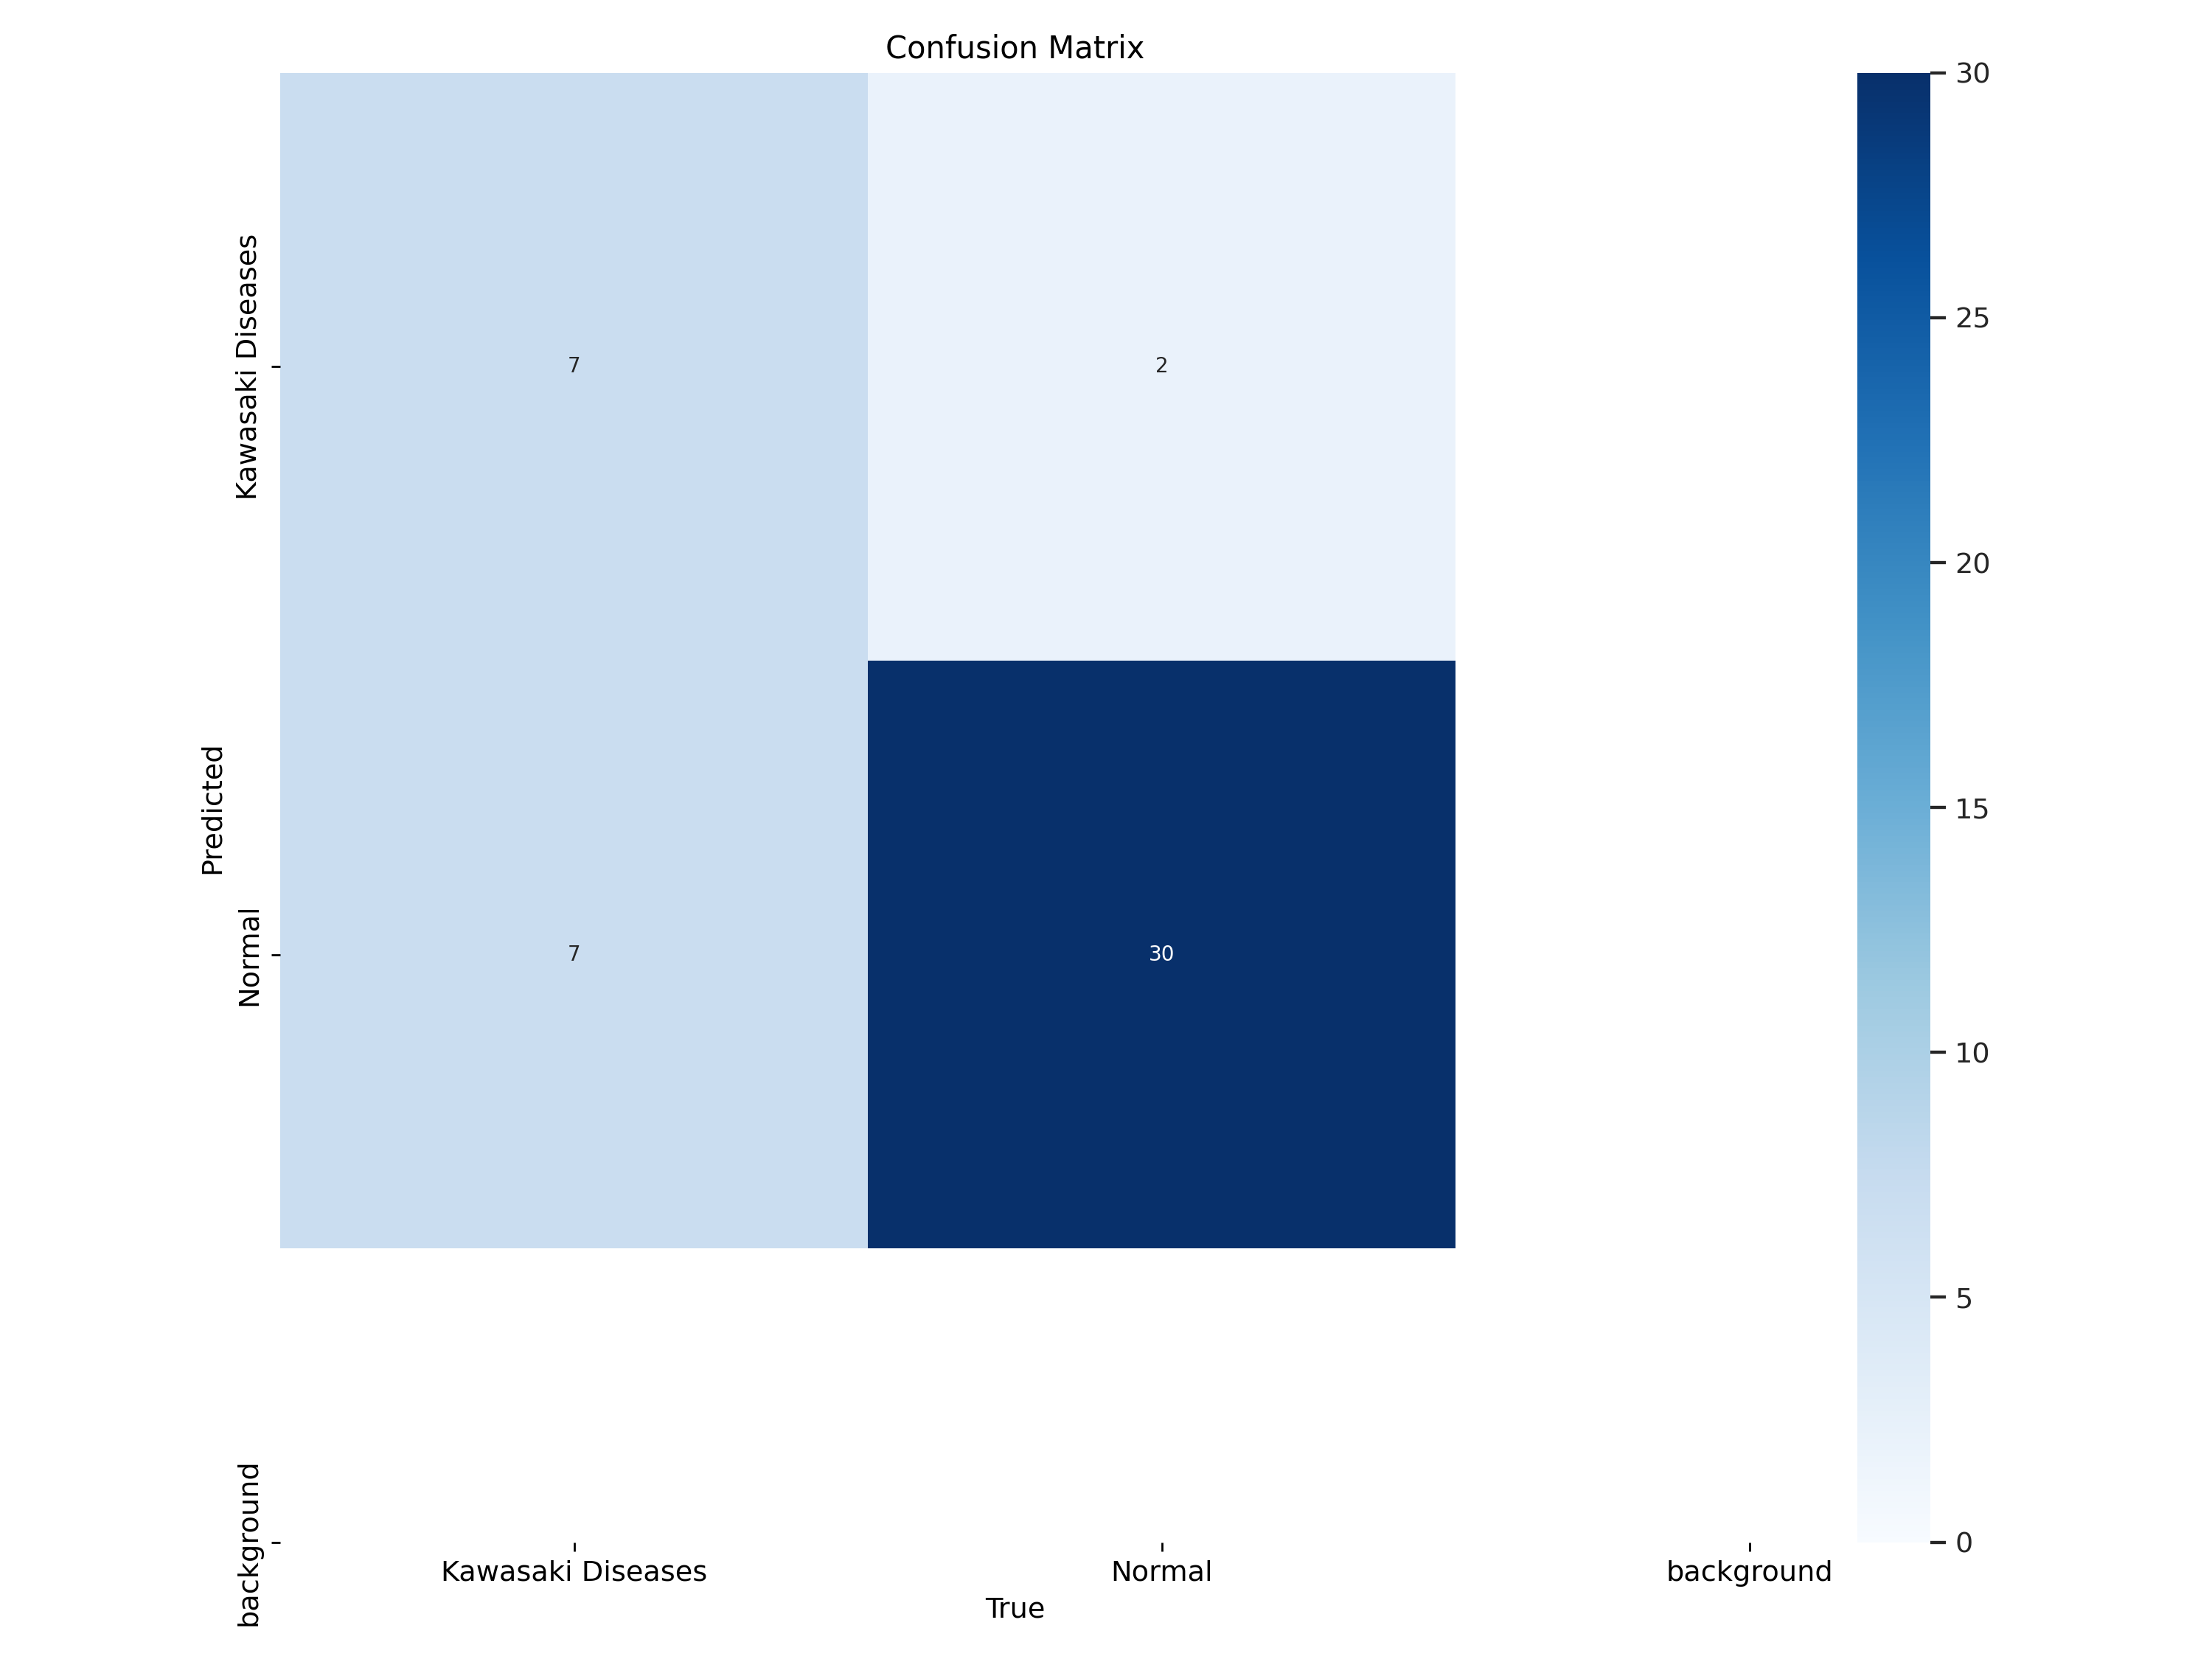 Confusion Matrix
Kawasaki Diseases
Normal
background
Predicted
7
2
7
30
Kawasaki Diseases
Normal
background
True
30
25
20
15
10
5
0